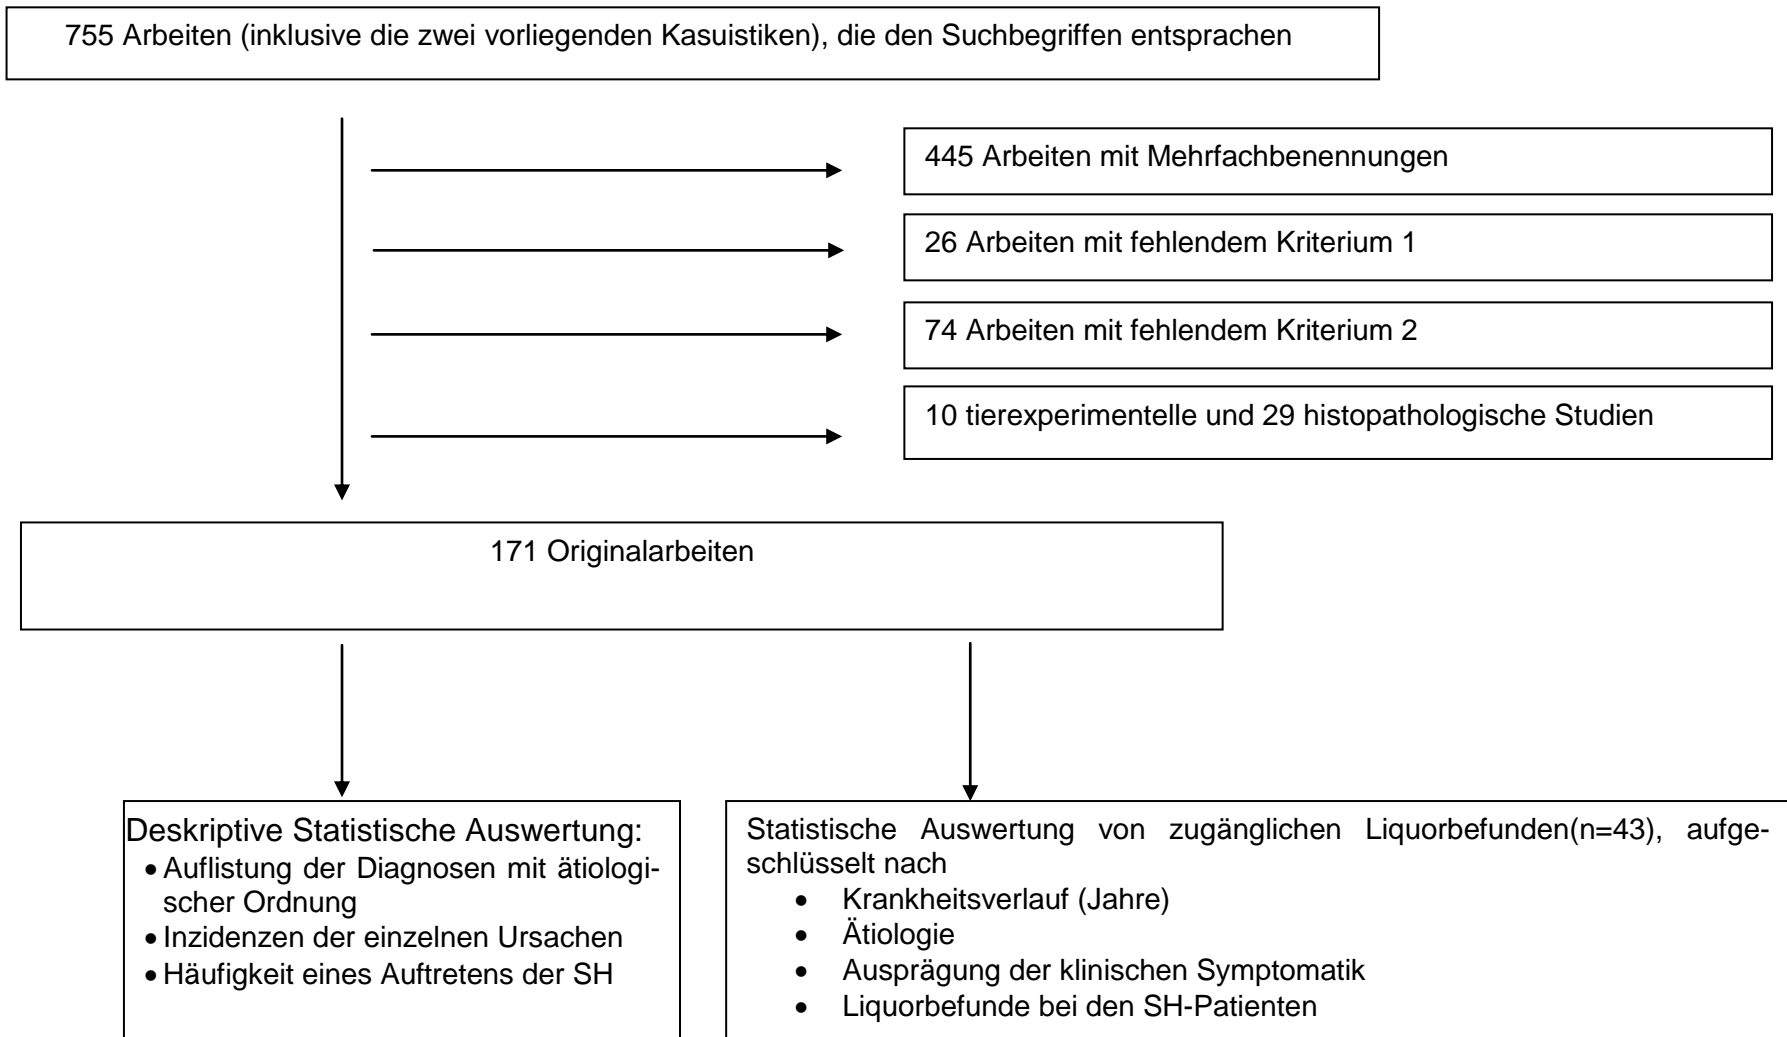 755 Arbeiten (inklusive die zwei vorliegenden Kasuistiken), die den Suchbegriffen entsprachen
445 Arbeiten mit Mehrfachbenennungen
26 Arbeiten mit fehlendem Kriterium 1
74 Arbeiten mit fehlendem Kriterium 2
10 tierexperimentelle und 29 histopathologische Studien
171 Originalarbeiten
Deskriptive Statistische Auswertung:
• Auflistung der Diagnosen mit ätiologi-
scher Ordnung
• Inzidenzen der einzelnen Ursachen
• Häufigkeit eines Auftretens der SH
Statistische Auswertung von zugänglichen Liquorbefunden(n=43), aufge-
schlüsselt nach
• Krankheitsverlauf (Jahre)
• Ätiologie
• Ausprägung der klinischen Symptomatik
• Liquorbefunde bei den SH-Patienten